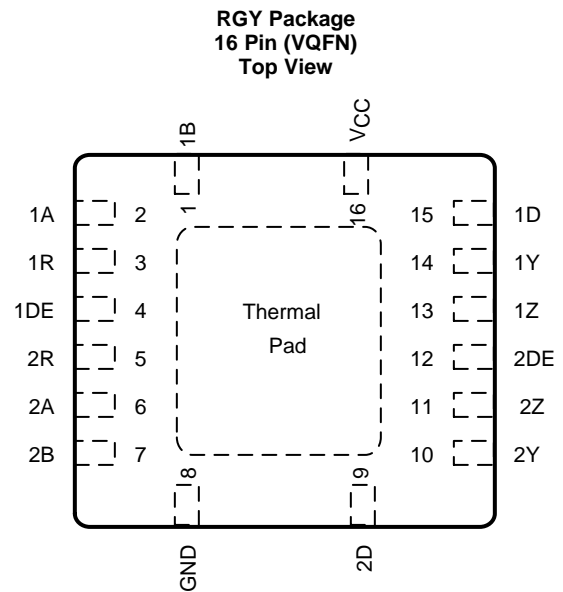 RGY Package
16 Pin (VQFN)
Top View
1B
VCC
1
16
1A 2
15 1D
1R 3
14 1Y
1DE 4
13 1Z
Thermal
Pad
2R 5
12 2DE
2A 6
11 2Z
2B 7
10 2Y
8
9
GND
2D